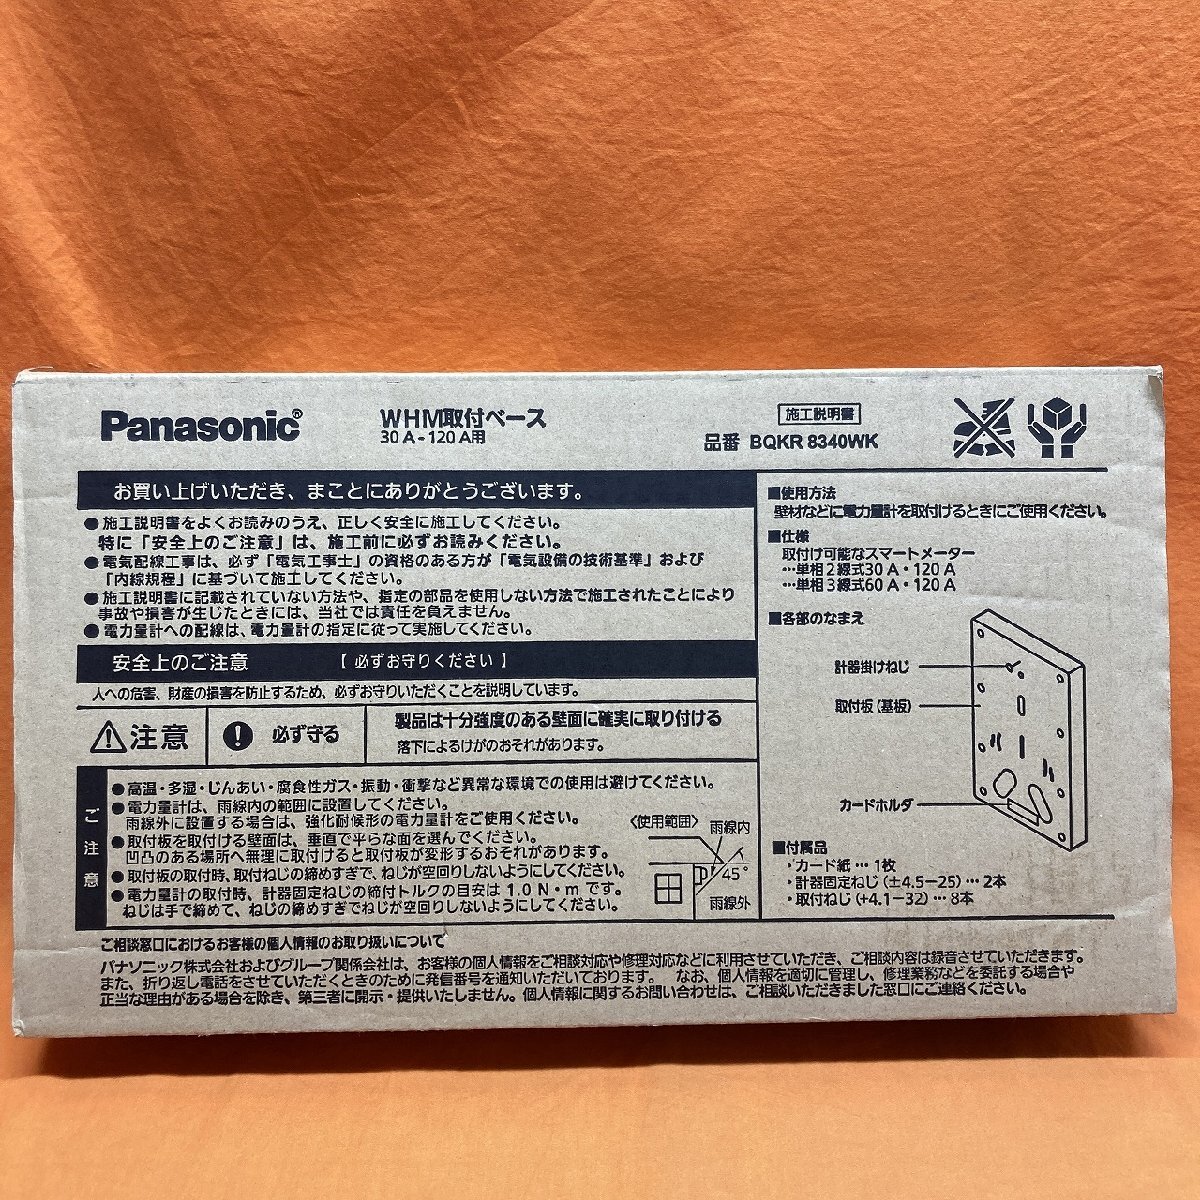 Panasonic®
WHM取付ベース
30A-120A用
施工説明書
品番 BQKR 8340WK
お買い上げいただき、まことにありがとうございます。
●施工説明書をよくお読みのうえ、正しく安全に施工してください。
特に「安全上のご注意」は、施工前に必ずお読みください。
●電気配線工事は、必ず「電気工事士」の資格のある方が「電気設備の技術基準」および
「内線規程」に基づいて施工してください。
●施工説明書に記載されていない方法や、指定の部品を使用しない方法で施工されたことにより
事故や損害が生じたときには、当社では責任を負えません。
●電力量計への配線は、電力量計の指定に従って実施してください。
安全上のご注意 【必ずお守りください】
人への危害、財産の損害を防止するため、必ずお守りいただくことを説明しています。
注意
必ず守る
製品は十分強度のある壁面に確実に取り付ける
落下によるけがのおそれがあります。
ご注意
●高温・多湿・じんあい・腐食性ガス・振動・衝撃など異常な環境での使用は避けてください。
●電力量計は、雨線内の範囲に設置してください。
雨線外に設置する場合は、強化耐候形の電力量計をご使用ください。
●取付板を取付ける壁面は、垂直で平らな面を選んでください。
凹凸のある場所へ無理に取付けると取付板が変形するおそれがあります。
●取付板の取付時、取付ねじの締めすぎで、ねじが空回りしないようにしてください。
●電力量計の取付時、計器固定ねじの締付トルクの目安は1.0N・mです。
ねじは手で締めて、ねじの締めすぎでねじが空回りしないようにしてください。
〈使用範囲〉
雨線内
45°
雨線外
■使用方法
壁材などに電力量計を取付けるときにご使用ください。
■仕様
取付け可能なスマートメーター
…単相2線式30A・120A
…単相3線式60A・120A
■各部のなまえ
計器掛けねじ
取付板(基板)
カードホルダ
■付属品
・カード紙…1枚
・計器固定ねじ(±4.5-25)…2本
・取付ねじ(+4.1-32)…8本
ご相談窓口におけるお客様の個人情報のお取り扱いについて
パナソニック株式会社およびグループ関係会社は、お客様の個人情報をご相談対応や修理対応などに利用させていただき、ご相談内容は録音させていただきます。
また、折り返し電話をさせていただくときのために発信番号を通知いただいております。なお、個人情報を適切に管理し、修理業務などを委託する場合や
正当な理由がある場合を除き、第三者に開示・提供いたしません。個人情報に関するお問い合わせは、ご相談いただきました窓口にご連絡ください。